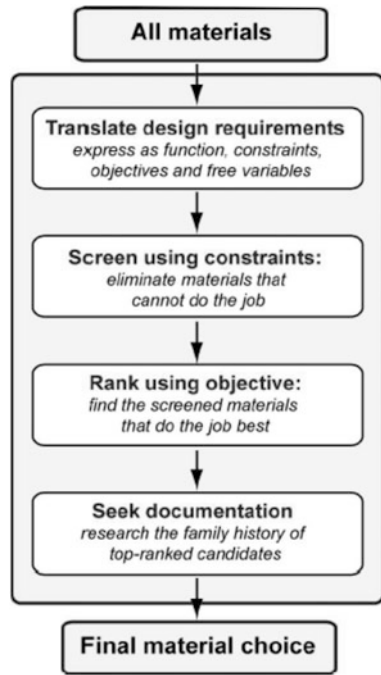 All materials
Translate design requirements
express as function, constraints,
objectives and free variables
Screen using constraints:
eliminate materials that
cannot do the job
Rank using objective:
find the screened materials
that do the job best
Seek documentation
research the family history of
top-ranked candidates
Final material choice